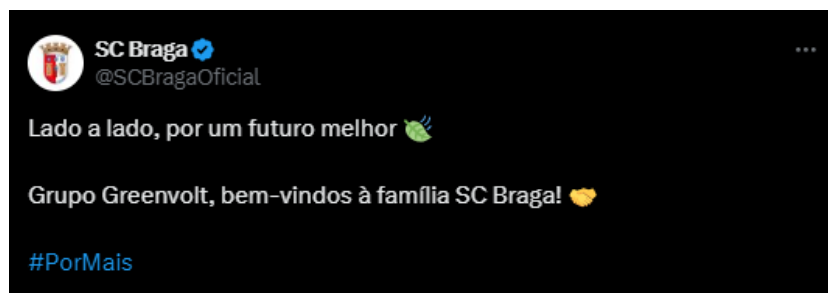 SC Braga
@SCBragaOficial
Lado a lado, por um futuro melhor 🍃
Grupo Greenvolt, bem-vindos à família SC Braga! 🤝
#PorMais